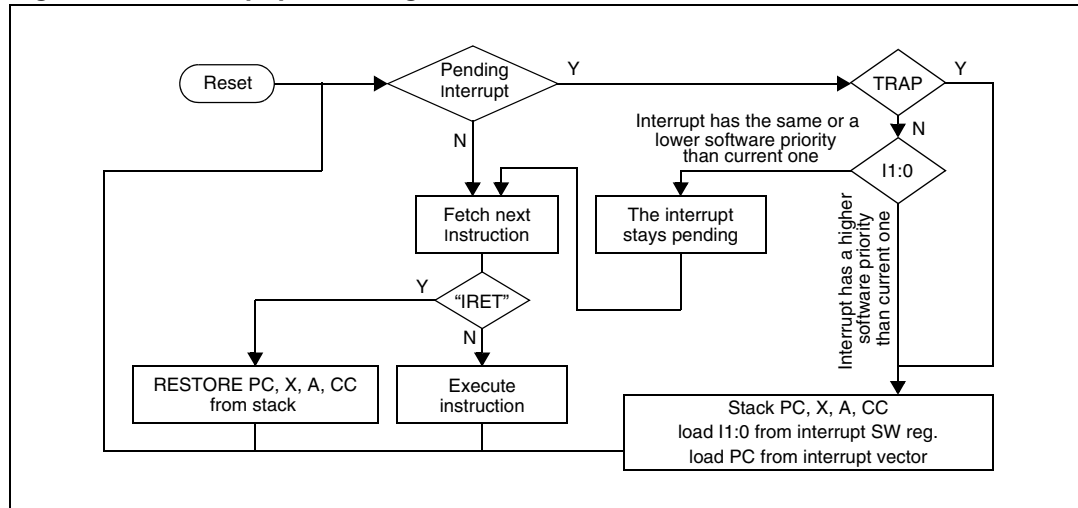 Reset
Pending
Interrupt
Y
TRAP
Y
N
Interrupt has the same or a
lower software priority
than current one
N
I1:0
Fetch next
Instruction
The interrupt
stays pending
Interrupt has a higher
software priority
than current one
Y
“IRET”
N
RESTORE PC, X, A, CC
from stack
Execute
instruction
Stack PC, X, A, CC
load I1:0 from interrupt SW reg.
load PC from interrupt vector